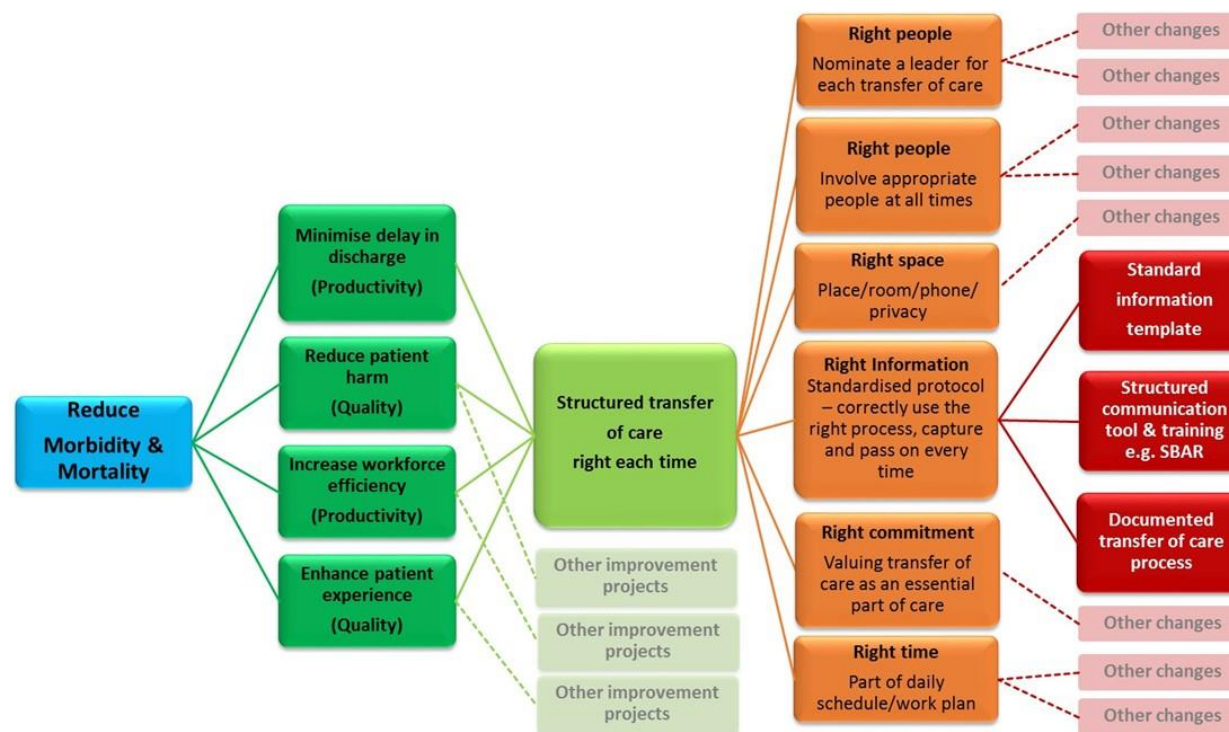 Reduce
Morbidity &
Mortality
Minimise delay in
discharge
(Productivity)
Reduce patient
harm
(Quality)
Increase workforce
efficiency
(Productivity)
Enhance patient
experience
(Quality)
Structured transfer
of care
right each time
Other improvement
projects
Other improvement
projects
Other improvement
projects
Right people
Nominate a leader for
each transfer of care
Right people
Involve appropriate
people at all times
Right space
Place/room/phone/
privacy
Right Information
Standardised protocol
– correctly use the
right process, capture
and pass on every
time
Right commitment
Valuing transfer of
care as an essential
part of care
Right time
Part of daily
schedule/work plan
Other changes
Other changes
Other changes
Other changes
Other changes
Standard
information
template
Structured
communication
tool & training
e.g. SBAR
Documented
transfer of care
process
Other changes
Other changes
Other changes